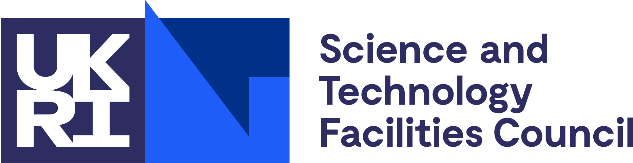 UK
RI
Science and
Technology
Facilities Council